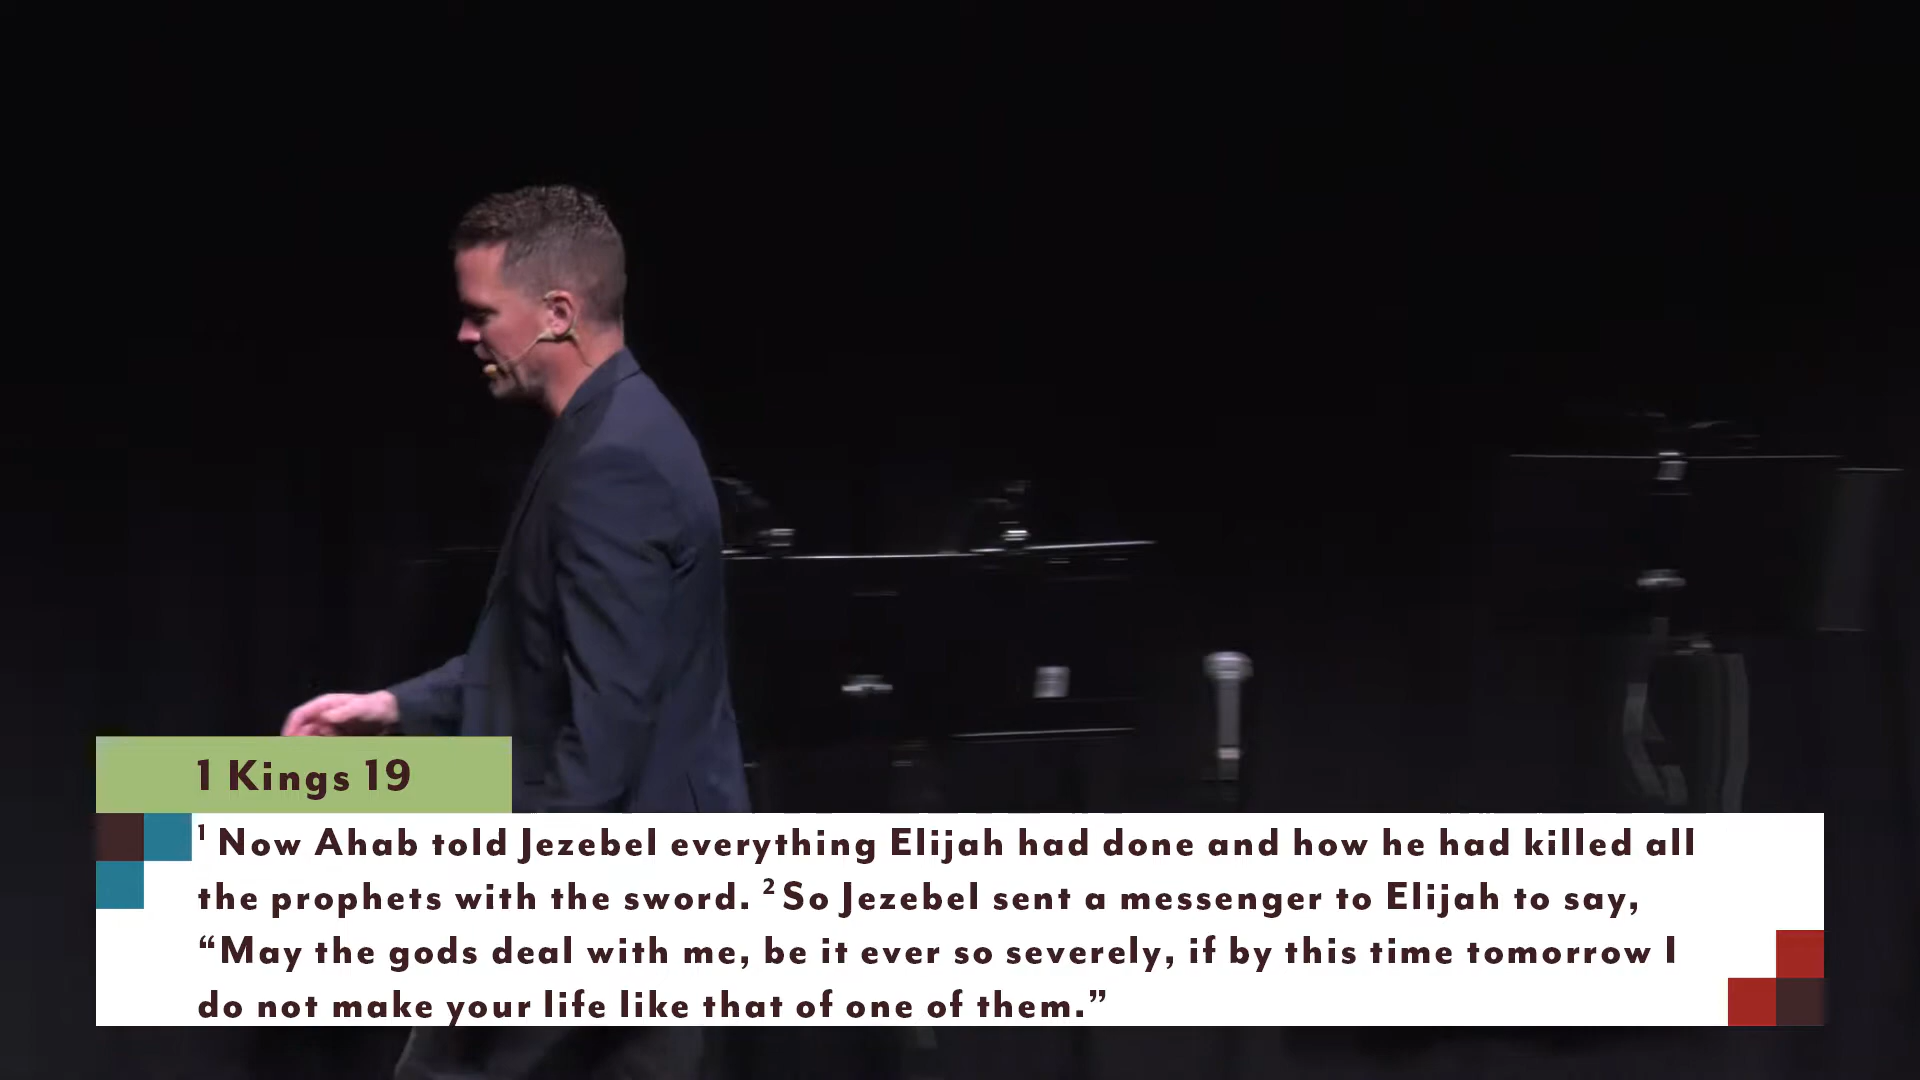 1 Kings 19
1 Now Ahab told Jezebel everything Elijah had done and how he had killed all
the prophets with the sword. 2 So Jezebel sent a messenger to Elijah to say,
“May the gods deal with me, be it ever so severely, if by this time tomorrow I
do not make your life like that of one of them.”